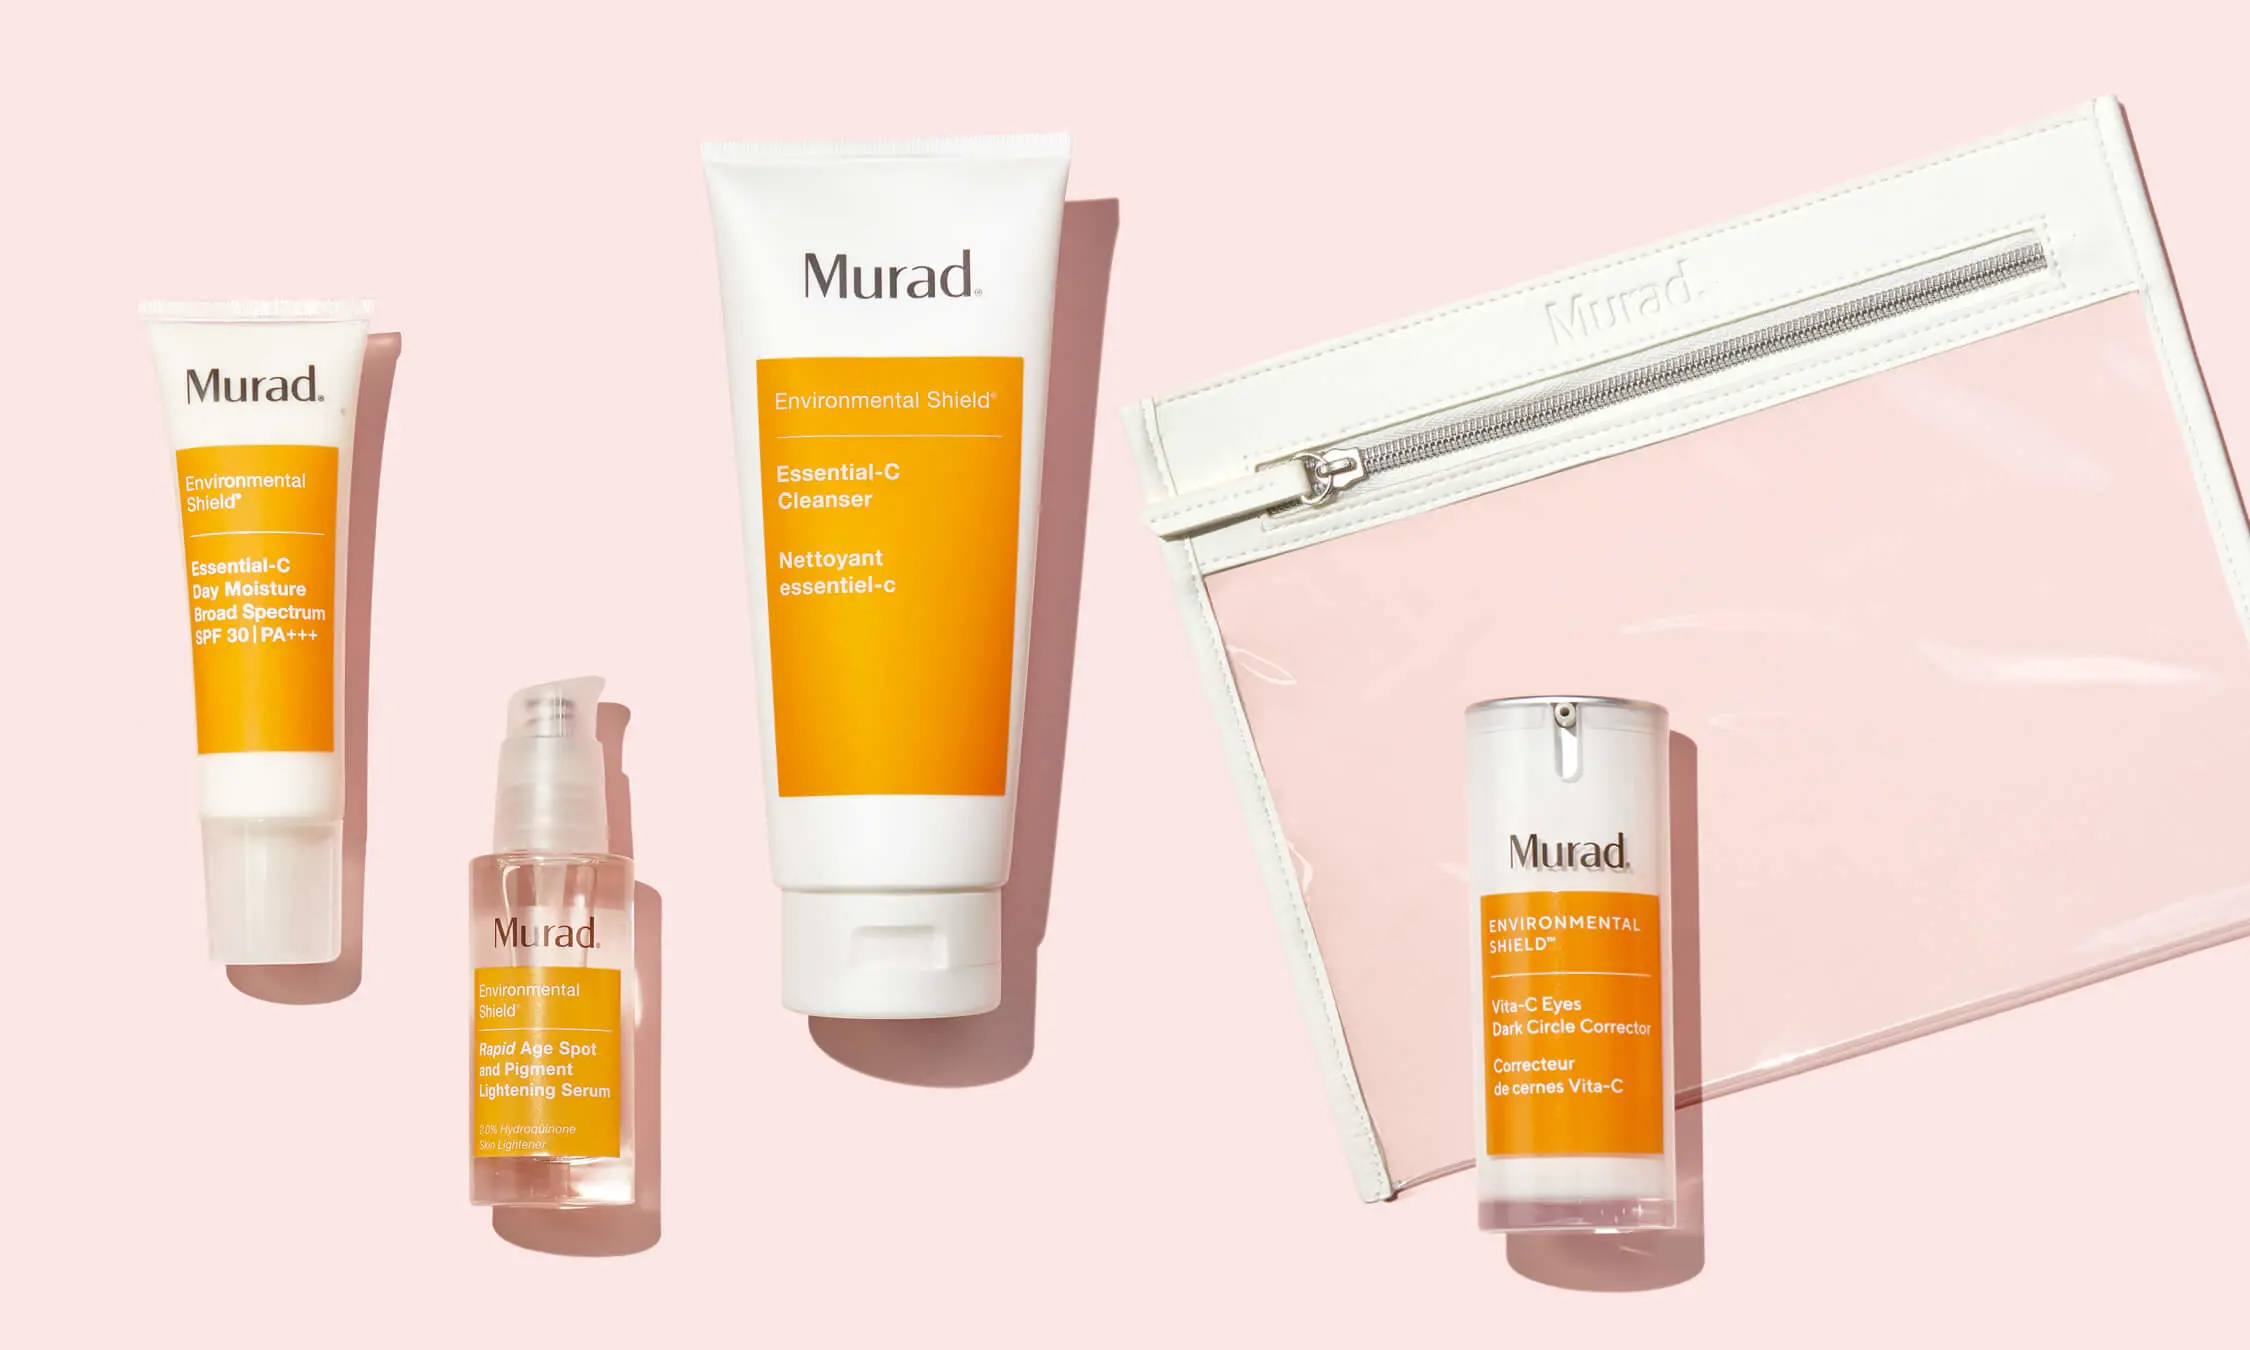 Murad.
Environmental
Shield®
Essential-C
Day Moisture
Broad Spectrum
SPF 30 | PA+++
Murad.
Environmental
Shield®
Rapid Age Spot
and Pigment
Lightening Serum
2.0% Hydroquinone
Skin Lightener
Murad®
Environmental Shield®
Essential-C
Cleanser
Nettoyant
essentiel-c
Murad.
Murad.
ENVIRONMENTAL
SHIELD™
Vita-C Eyes
Dark Circle Corrector
Correcteur
de cernes Vita-C